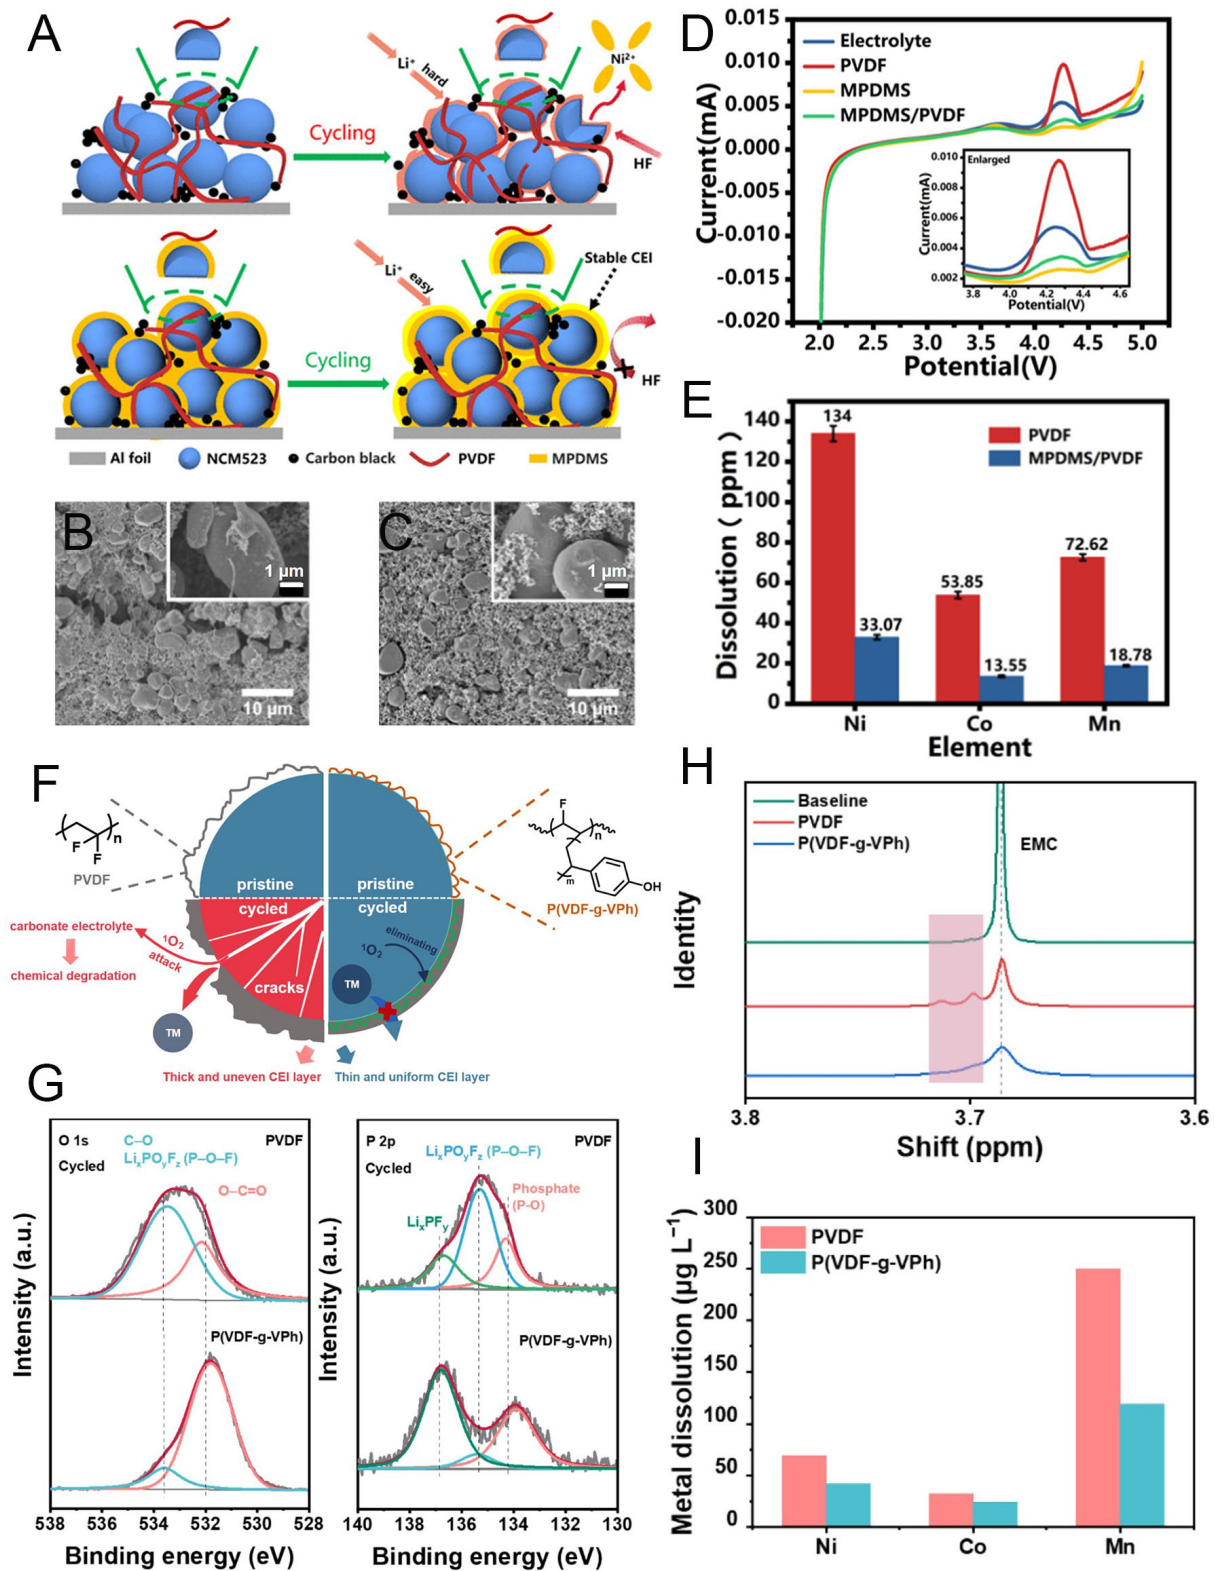 A
Li⁺ hard
Ni²⁺
Cycling
HF
Li⁺ easy
Stable CEI
Cycling
HF
Al foil
NCM523
Carbon black
PVDF
MPDMS
B
1 μm
10 μm
C
1 μm
10 μm
D
Electrolyte
PVDF
MPDMS
MPDMS/PVDF
0.015
0.010
0.005
0.000
-0.005
-0.010
-0.015
-0.020
Current(mA)
2.0 2.5 3.0 3.5 4.0 4.5 5.0
Potential(V)
Enlarged
0.010
0.008
0.006
0.004
0.002
Current(mA)
3.8 4.0 4.2 4.4 4.6
Potential(V)
E
PVDF
MPDMS/PVDF
140
120
100
80
60
40
20
0
Dissolution ( ppm )
134
33.07
53.85
13.55
72.62
18.78
Ni Co Mn
Element
F
n
F
F
PVDF
pristine pristine
cycled cycled
carbonate electrolyte
¹O₂
attack
chemical degradation
TM
cracks
¹O₂
eliminating
TM
F
n
m
OH
P(VDF-g-VPh)
Thick and uneven CEI layer
Thin and uniform CEI layer
G
O 1s
Cycled
C–O
LiₓPOᵧF_z (P–O–F)
O–C=O
PVDF
P(VDF-g-VPh)
Intensity (a.u.)
538 536 534 532 530 528
Binding energy (eV)
P 2p
Cycled
LiₓPOᵧF_z (P–O–F)
PVDF
Phosphate
(P-O)
LiₓPFᵧ
P(VDF-g-VPh)
Intensity (a.u.)
140 138 136 134 132 130
Binding energy (eV)
H
Baseline
PVDF
P(VDF-g-VPh)
EMC
Identity
3.8 3.7 3.6
Shift (ppm)
I
PVDF
P(VDF-g-VPh)
300
250
200
150
100
50
0
Metal dissolution (μg L⁻¹)
Ni Co Mn